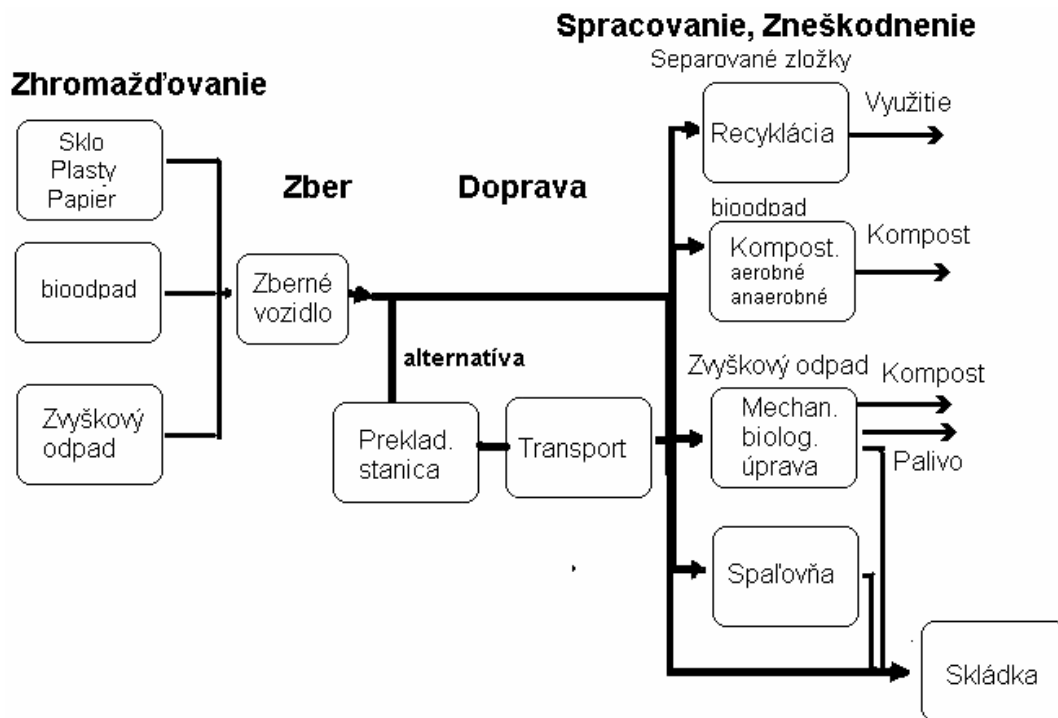 Spracovanie, Zneškodnenie
Separované zložky
Zhromažďovanie
Sklo
Plasty
Papier
bioodpad
Zvyškový
odpad
Zber
Zberné
vozidlo
Doprava
alternatíva
Preklad.
stanica
Transport
Recyklácia
Využitie
bioodpad
Kompost.
aerobné
anaerobné
Kompost
Zvyškový odpad
Mechan.
biolog.
úprava
Kompost
Palivo
Spaľovňa
Skládka